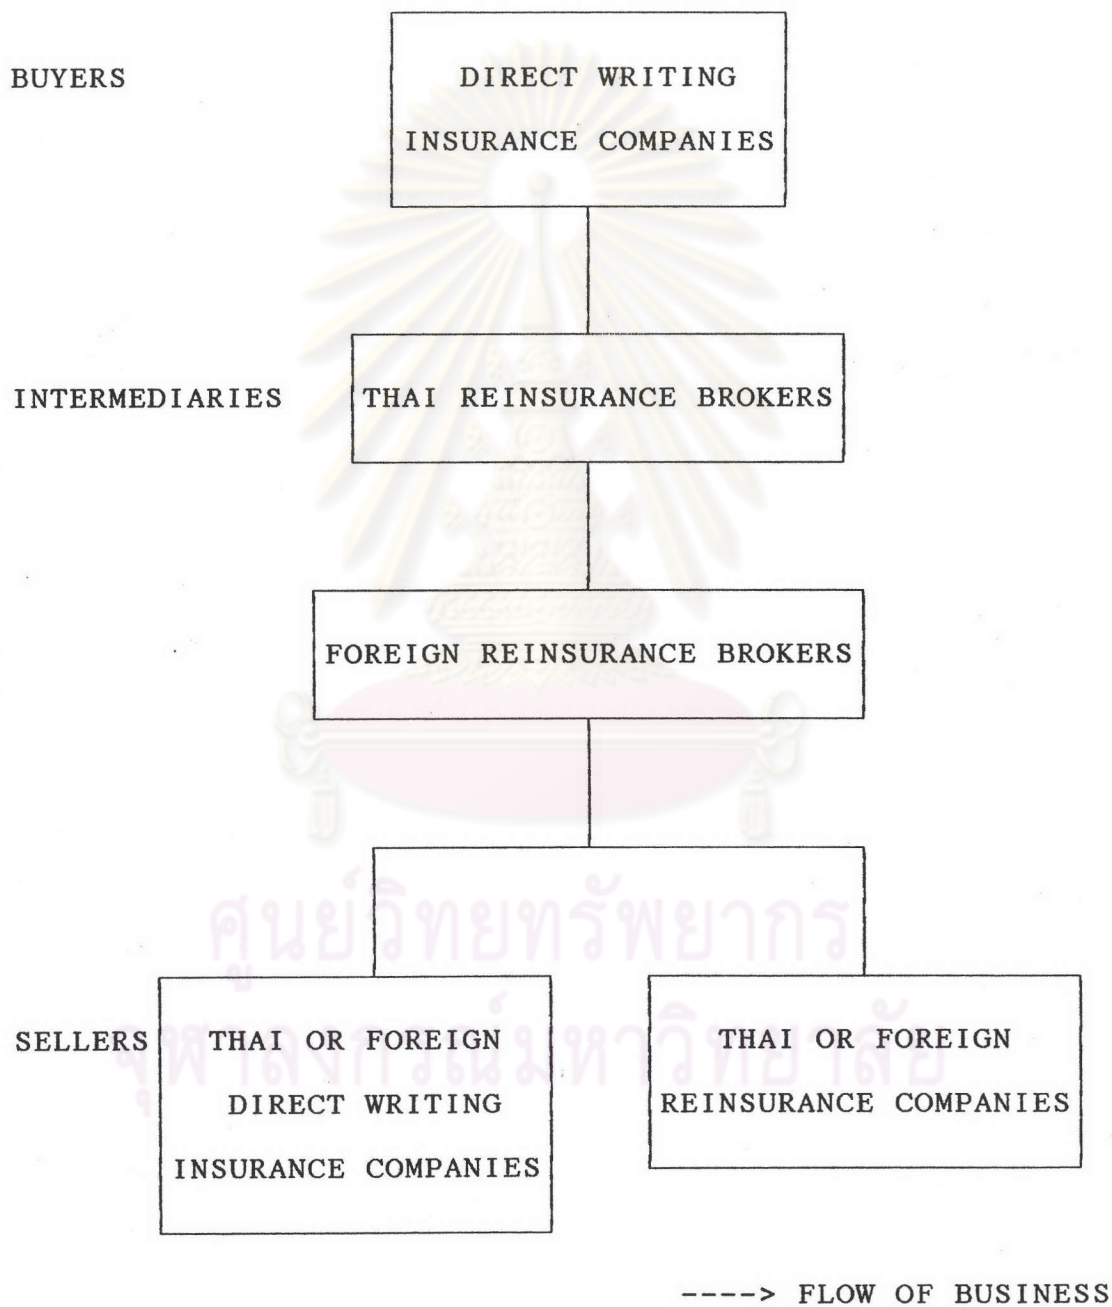 BUYERS
DIRECT WRITING
INSURANCE COMPANIES
INTERMEDIARIES
THAI REINSURANCE BROKERS
FOREIGN REINSURANCE BROKERS
ศูนย์วิทยทรัพยากร
จุฬาลงกรณ์มหาวิทยาลัย
SELLERS
THAI OR FOREIGN
DIRECT WRITING
INSURANCE COMPANIES
THAI OR FOREIGN
REINSURANCE COMPANIES
----> FLOW OF BUSINESS